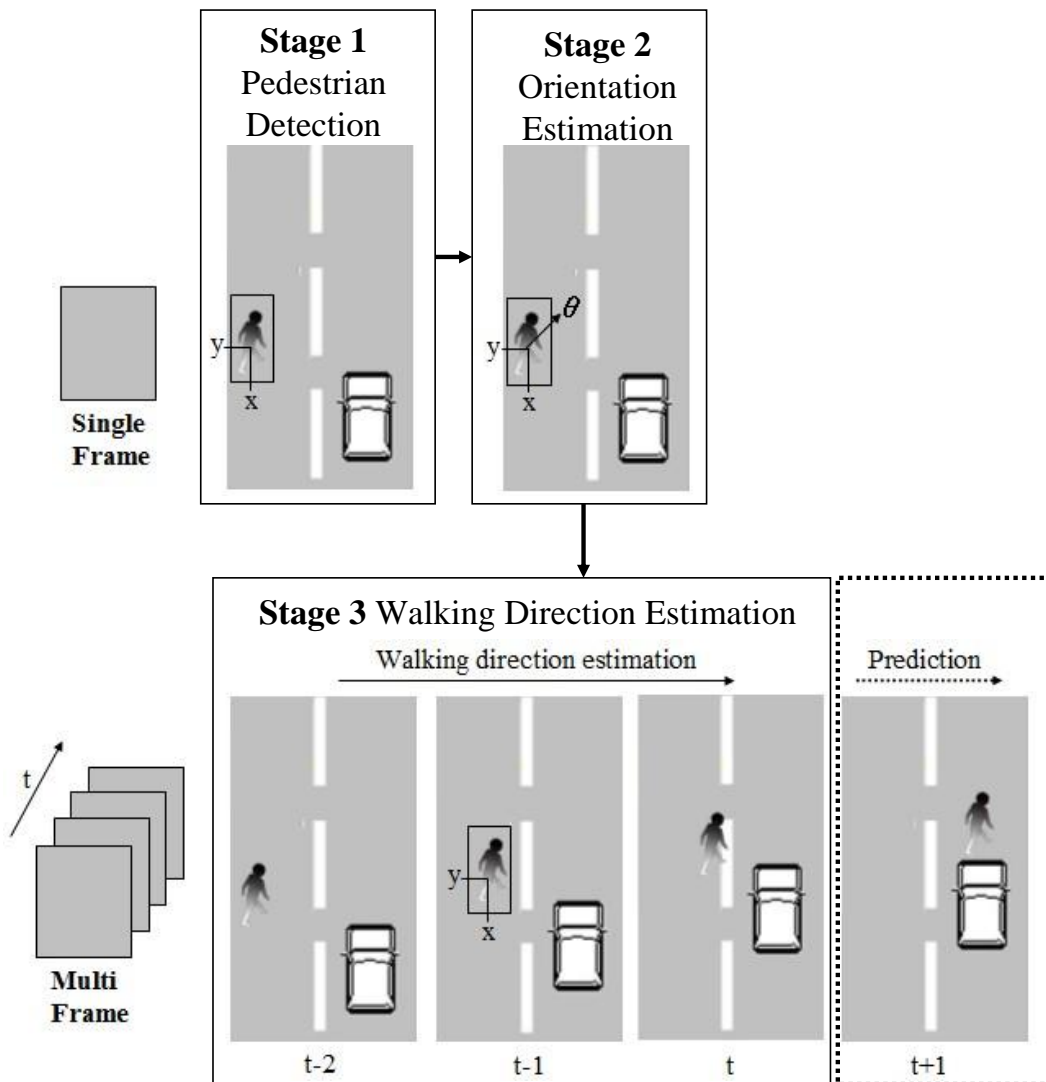 Stage 1
Pedestrian
Detection
Stage 2
Orientation
Estimation
y
x
θ
y
x
Single
Frame
Stage 3 Walking Direction Estimation
Walking direction estimation
Prediction
t
y
x
Multi
Frame
t-2
t-1
t
t+1